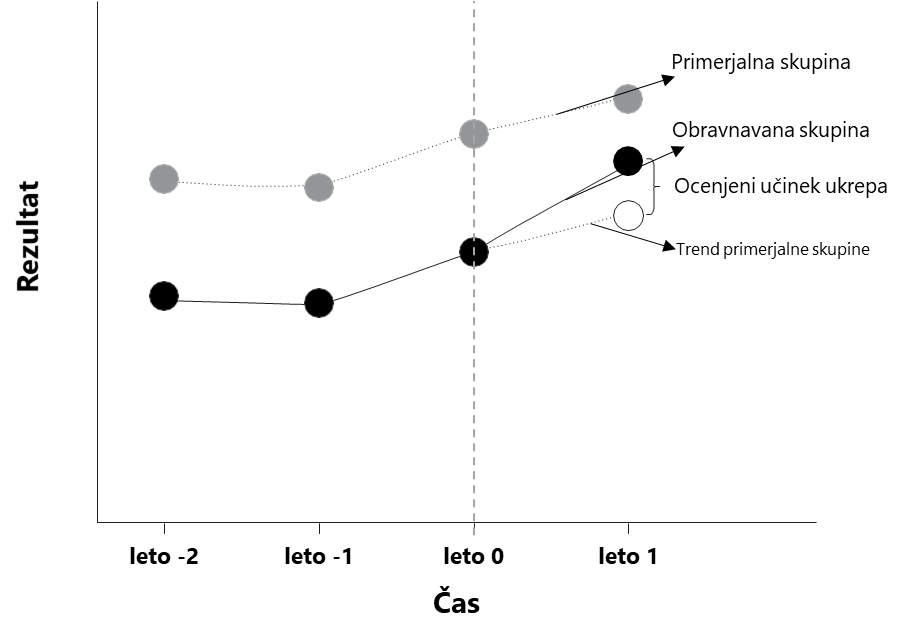 Primerjalna skupina
Obravnavana skupina
Ocenjeni učinek ukrepa
Trend primerjalne skupine
Rezultat
leto -2
leto -1
leto 0
leto 1
Čas